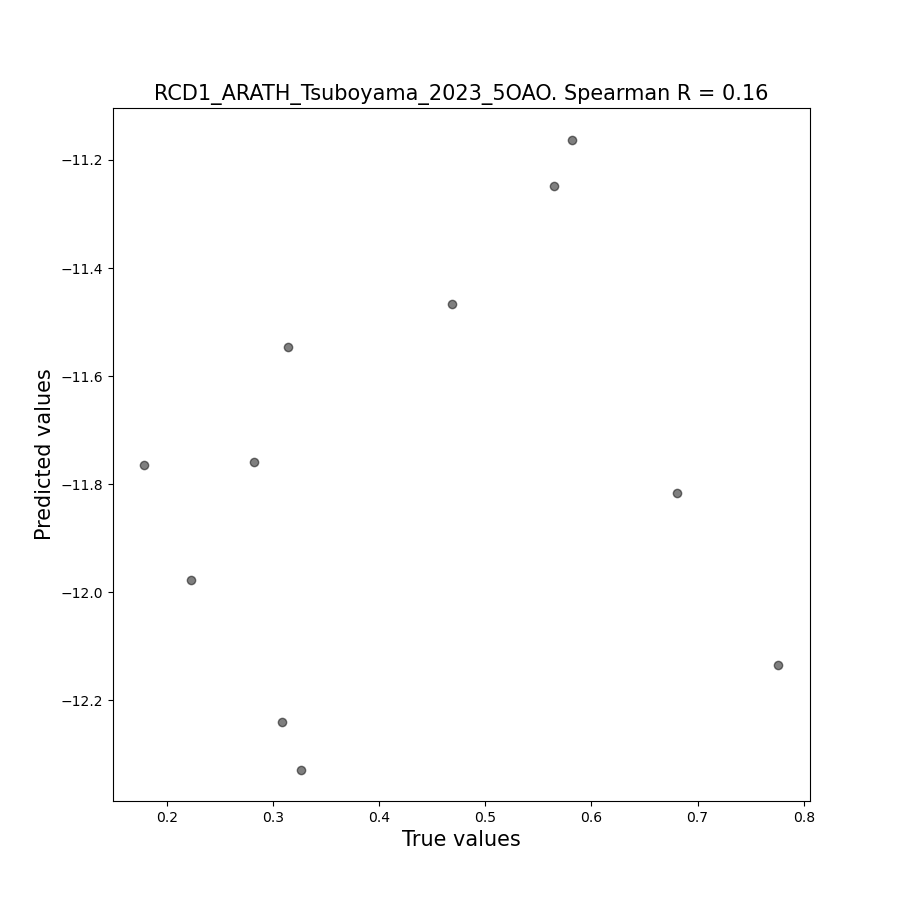 RCD1_ARATH_Tsuboyama_2023_5OAO. Spearman R = 0.16
−11.2
−11.4
−11.6
−11.8
−12.0
−12.2
Predicted values
0.2 0.3 0.4 0.5 0.6 0.7 0.8
True values